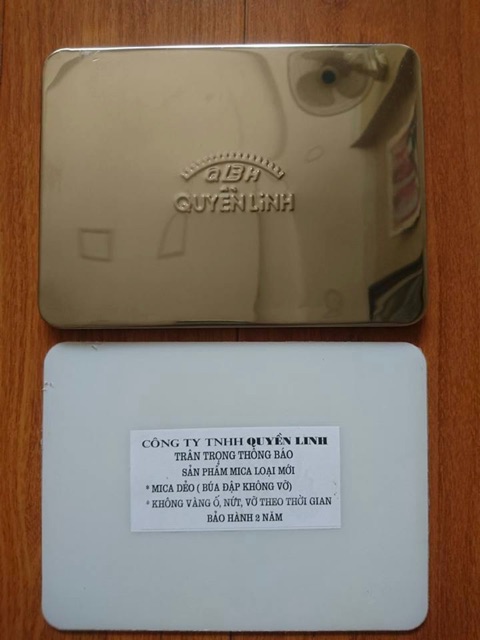 QLBH
QUYỀN LINH
CÔNG TY TNHH QUYỀN LINH
TRÂN TRỌNG THÔNG BÁO
SẢN PHẨM MICA LOẠI MỚI
* MICA DẺO ( BÚA ĐẬP KHÔNG VỠ)
* KHÔNG VÀNG Ố, NỨT, VỠ THEO THỜI GIAN
BẢO HÀNH 2 NĂM